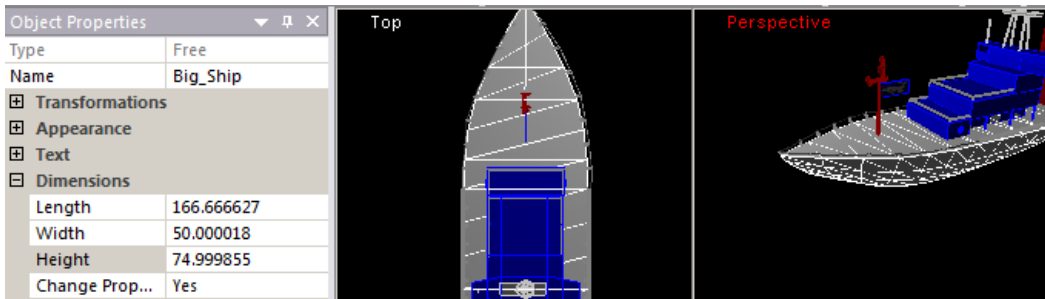 Object Properties
Type Free
Name Big_Ship
Transformations
Appearance
Text
Dimensions
Length 166.666627
Width 50.000018
Height 74.999855
Change Prop... Yes
Top
Perspective